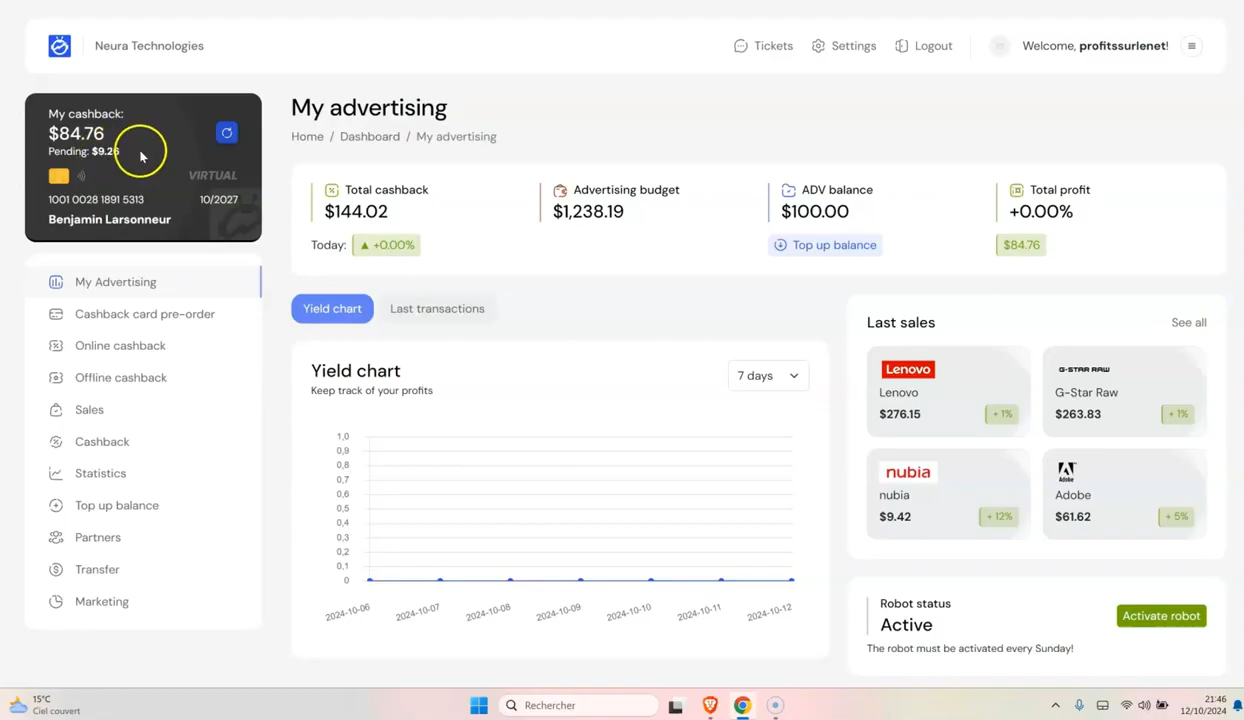 Neura Technologies
Tickets
Settings
Logout
Welcome, profitssurlenet!
My cashback:
$84.76
Pending: $9.26
VIRTUAL
1001 0028 1891 5313
10/2027
Benjamin Larsonneur
My Advertising
Cashback card pre-order
Online cashback
Offline cashback
Sales
Cashback
Statistics
Top up balance
Partners
Transfer
Marketing
My advertising
Home / Dashboard / My advertising
Total cashback
$144.02
Today: ▲ +0.00%
Advertising budget
$1,238.19
ADV balance
$100.00
Top up balance
Total profit
+0.00%
$84.76
Yield chart
Last transactions
Yield chart
Keep track of your profits
7 days
1,0
0,9
0,8
0,7
0,6
0,5
0,4
0,3
0,2
0,1
0
2024-10-06
2024-10-07
2024-10-08
2024-10-09
2024-10-10
2024-10-11
2024-10-12
Last sales
See all
Lenovo
Lenovo
$276.15
+ 1%
G-STAR RAW
G-Star Raw
$263.83
+ 1%
nubia
nubia
$9.42
+ 12%
Adobe
Adobe
$61.62
+ 5%
Robot status
Active
Activate robot
The robot must be activated every Sunday!
15°C
Ciel couvert
Rechercher
21:46
12/10/2024